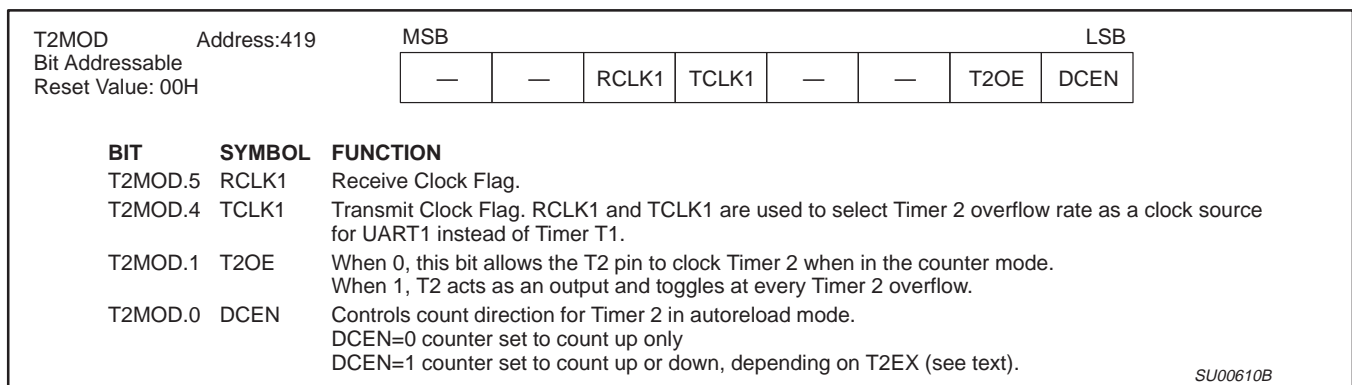 T2MOD Address:419 MSB LSB
Bit Addressable
Reset Value: 00H
— — RCLK1 TCLK1 — — T2OE DCEN
BIT SYMBOL FUNCTION
T2MOD.5 RCLK1 Receive Clock Flag.
T2MOD.4 TCLK1 Transmit Clock Flag. RCLK1 and TCLK1 are used to select Timer 2 overflow rate as a clock source
for UART1 instead of Timer T1.
T2MOD.1 T2OE When 0, this bit allows the T2 pin to clock Timer 2 when in the counter mode.
When 1, T2 acts as an output and toggles at every Timer 2 overflow.
T2MOD.0 DCEN Controls count direction for Timer 2 in autoreload mode.
DCEN=0 counter set to count up only
DCEN=1 counter set to count up or down, depending on T2EX (see text).
SU00610B